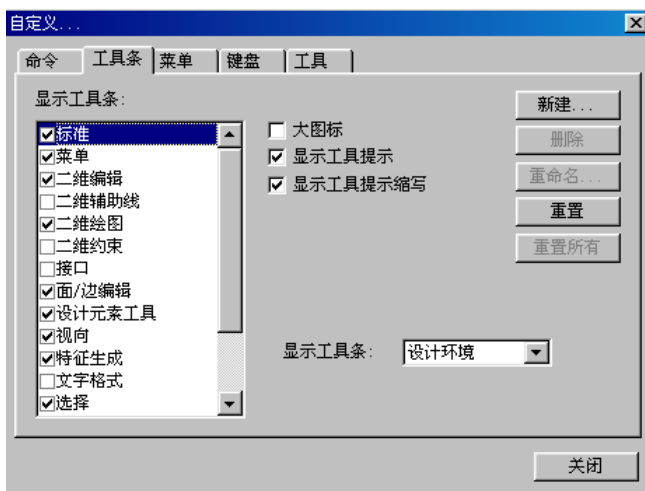 自定义...
命令 工具条 菜单 键盘 工具
显示工具条:
标准
菜单
二维编辑
二维辅助线
二维绘图
二维约束
接口
面/边编辑
设计元素工具
视向
特征生成
文字格式
选择
大图标
显示工具提示
显示工具提示缩写
新建...
删除
重命名...
重置
重置所有
显示工具条: 设计环境
关闭